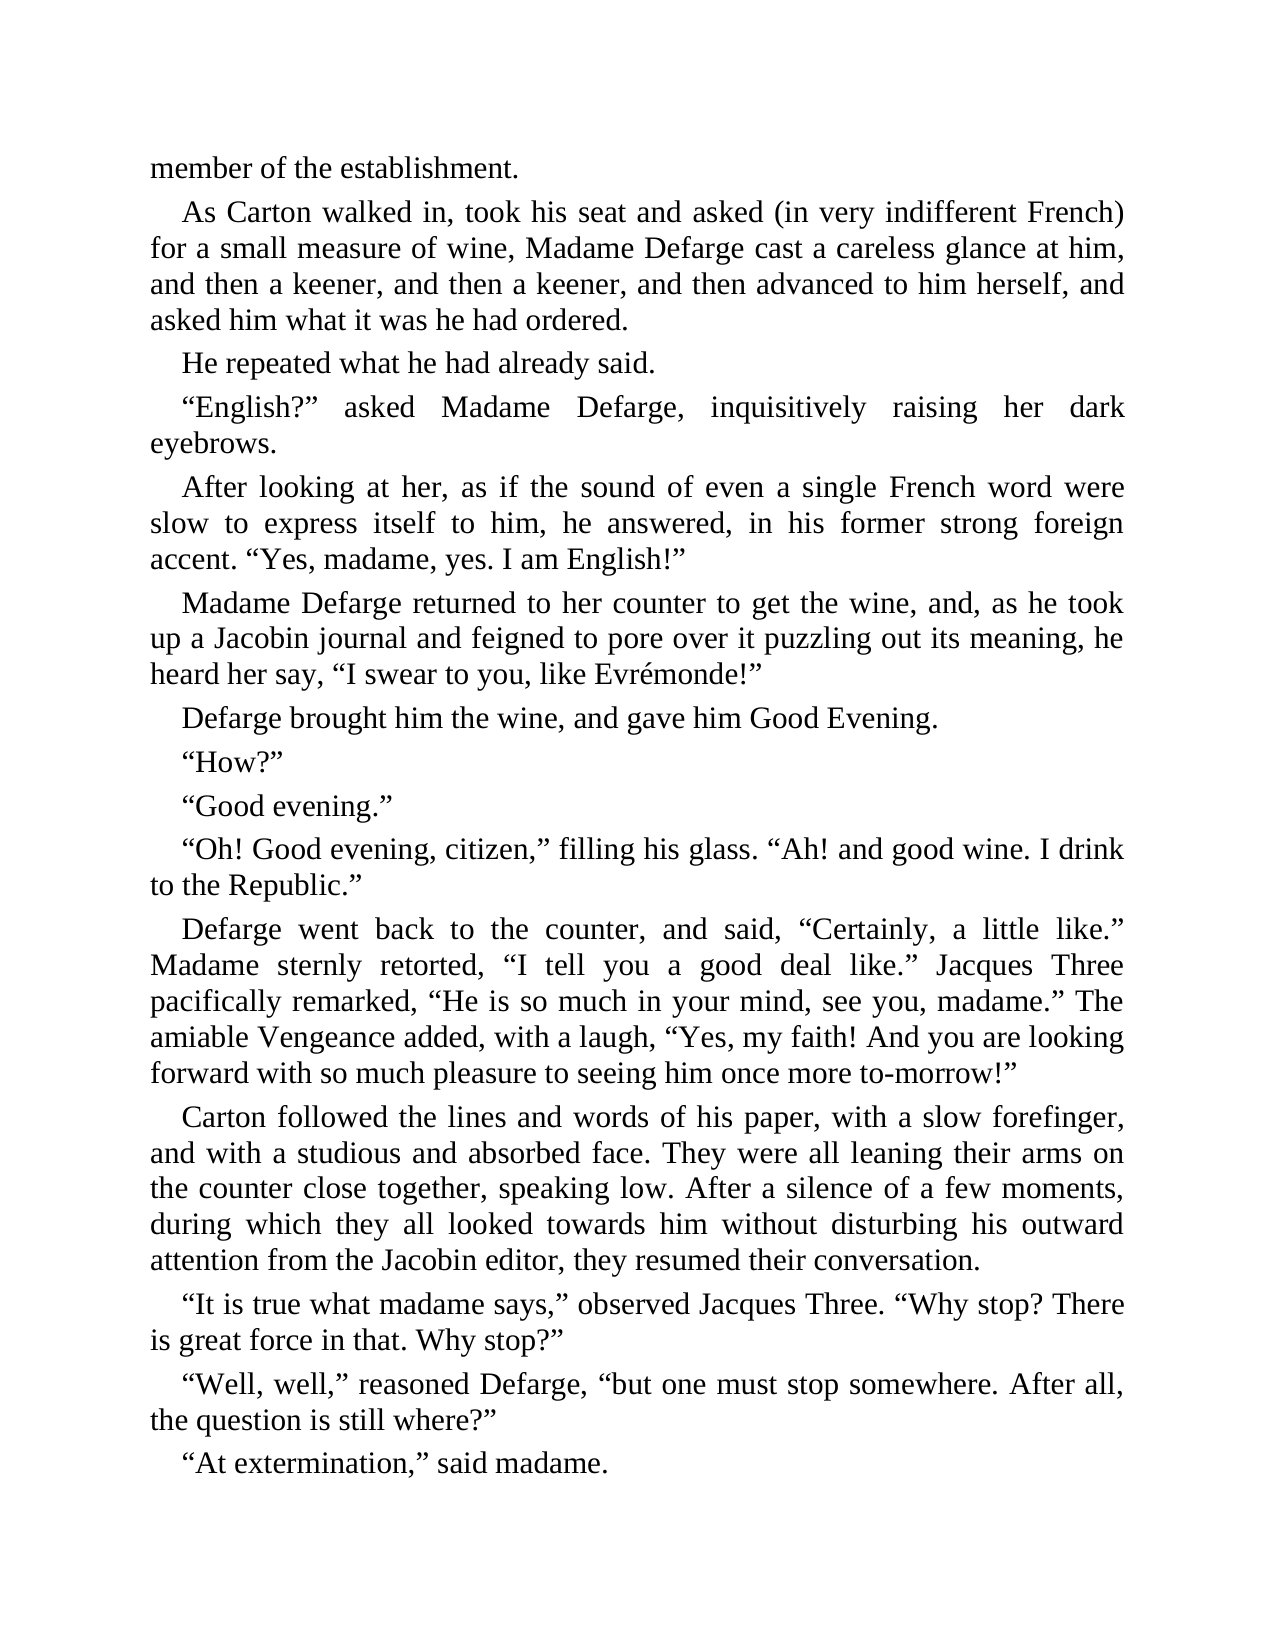 member of the establishment.
As Carton walked in, took his seat and asked (in very indifferent French)
for a small measure of wine, Madame Defarge cast a careless glance at him,
and then a keener, and then a keener, and then advanced to him herself, and
asked him what it was he had ordered.
He repeated what he had already said.
“English?” asked Madame Defarge, inquisitively raising her dark
eyebrows.
After looking at her, as if the sound of even a single French word were
slow to express itself to him, he answered, in his former strong foreign
accent. “Yes, madame, yes. I am English!”
Madame Defarge returned to her counter to get the wine, and, as he took
up a Jacobin journal and feigned to pore over it puzzling out its meaning, he
heard her say, “I swear to you, like Evrémonde!”
Defarge brought him the wine, and gave him Good Evening.
“How?”
“Good evening.”
“Oh! Good evening, citizen,” filling his glass. “Ah! and good wine. I drink
to the Republic.”
Defarge went back to the counter, and said, “Certainly, a little like.”
Madame sternly retorted, “I tell you a good deal like.” Jacques Three
pacifically remarked, “He is so much in your mind, see you, madame.” The
amiable Vengeance added, with a laugh, “Yes, my faith! And you are looking
forward with so much pleasure to seeing him once more to-morrow!”
Carton followed the lines and words of his paper, with a slow forefinger,
and with a studious and absorbed face. They were all leaning their arms on
the counter close together, speaking low. After a silence of a few moments,
during which they all looked towards him without disturbing his outward
attention from the Jacobin editor, they resumed their conversation.
“It is true what madame says,” observed Jacques Three. “Why stop? There
is great force in that. Why stop?”
“Well, well,” reasoned Defarge, “but one must stop somewhere. After all,
the question is still where?”
“At extermination,” said madame.